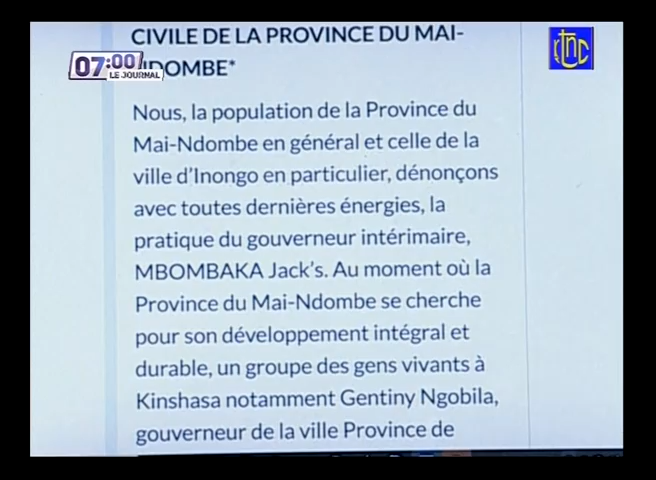 CIVILE DE LA PROVINCE DU MAI-
NDOMBE*
07:00
LE JOURNAL
rtnc
Nous, la population de la Province du
Mai-Ndombe en général et celle de la
ville d'Inongo en particulier, dénonçons
avec toutes dernières énergies, la
pratique du gouverneur intérimaire,
MBOMBAKA Jack's. Au moment où la
Province du Mai-Ndombe se cherche
pour son développement intégral et
durable, un groupe des gens vivants à
Kinshasa notamment Gentiny Ngobila,
gouverneur de la ville Province de